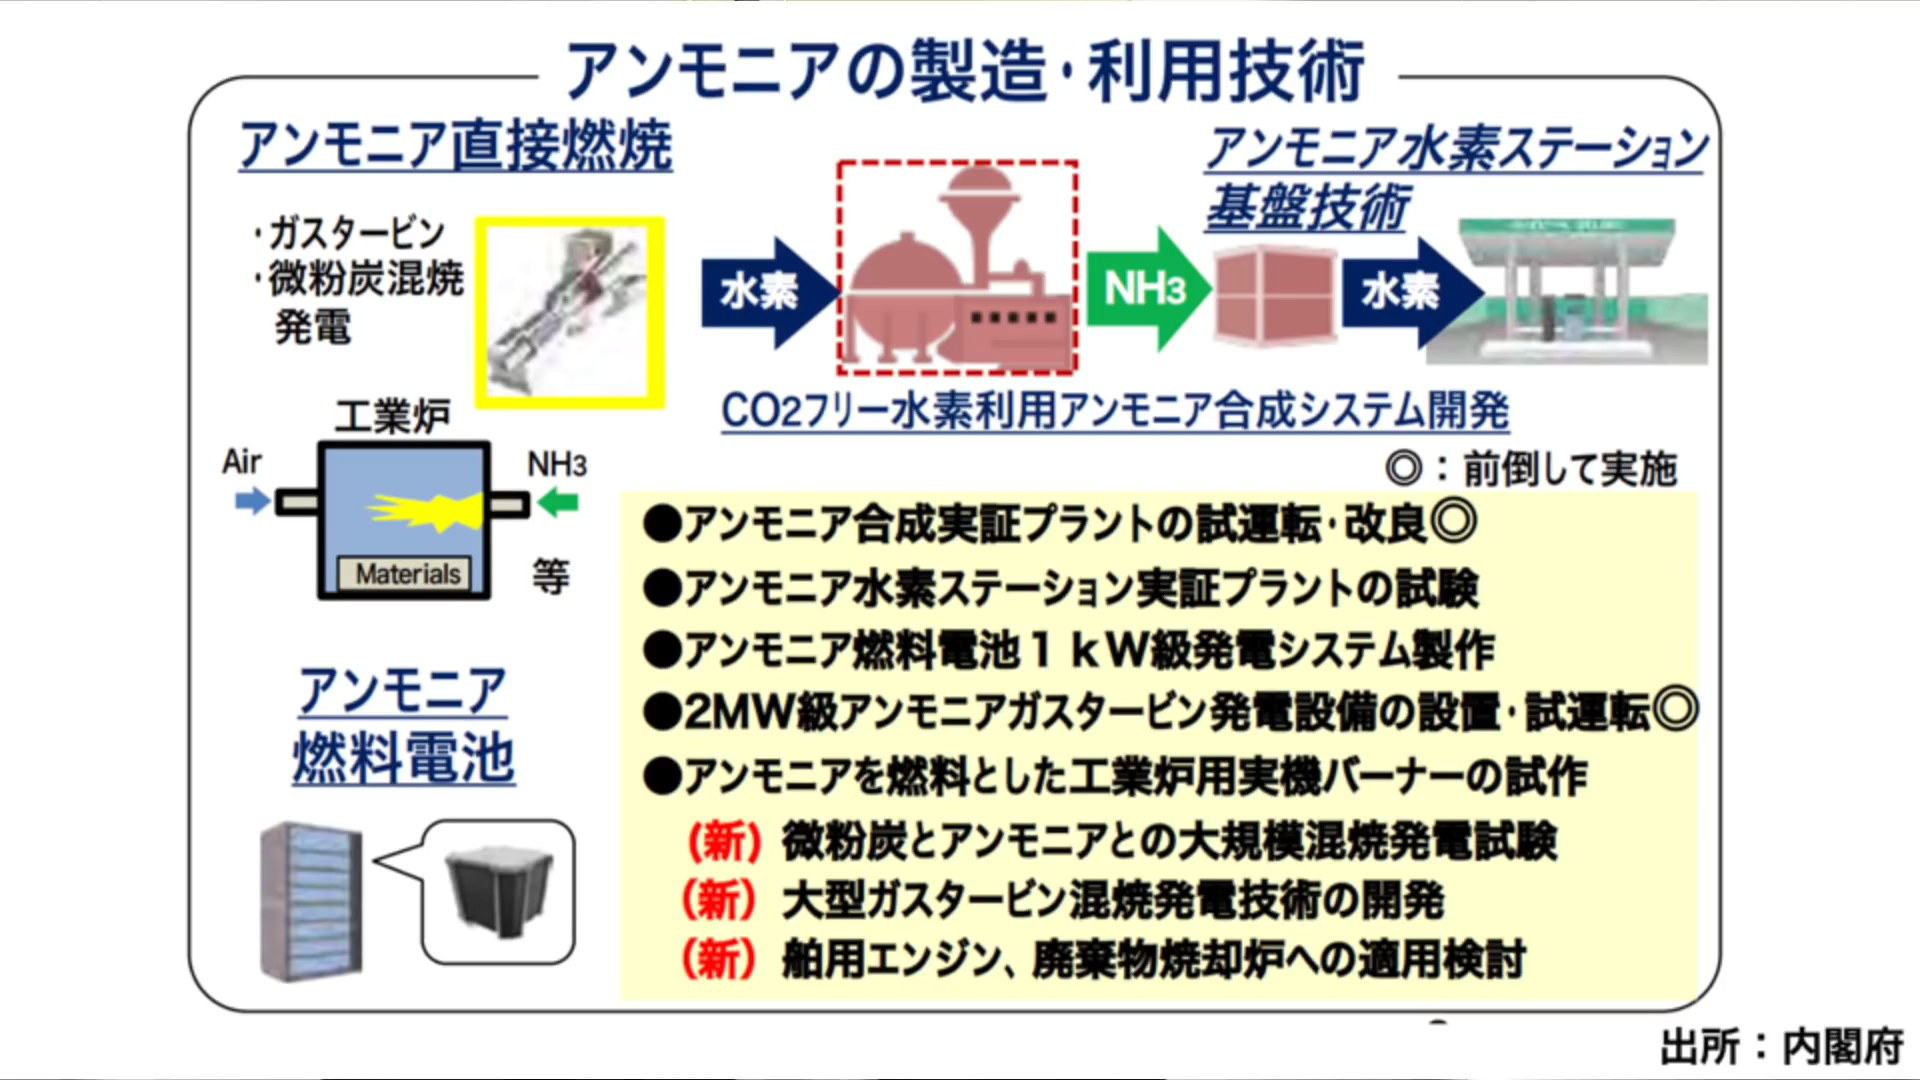 アンモニアの製造・利用技術
アンモニア直接燃焼
・ガスタービン
・微粉炭混焼
発電
工業炉
Air
NH3
Materials
等
アンモニア
燃料電池
水素
NH3
水素
アンモニア水素ステーション
基盤技術
CO2フリー水素利用アンモニア合成システム開発
◎：前倒して実施
●アンモニア合成実証プラントの試運転・改良◎
●アンモニア水素ステーション実証プラントの試験
●アンモニア燃料電池１ｋＷ級発電システム製作
●2MW級アンモニアガスタービン発電設備の設置・試運転◎
●アンモニアを燃料とした工業炉用実機バーナーの試作
(新) 微粉炭とアンモニアとの大規模混焼発電試験
(新) 大型ガスタービン混焼発電技術の開発
(新) 舶用エンジン、廃棄物焼却炉への適用検討
出所：内閣府